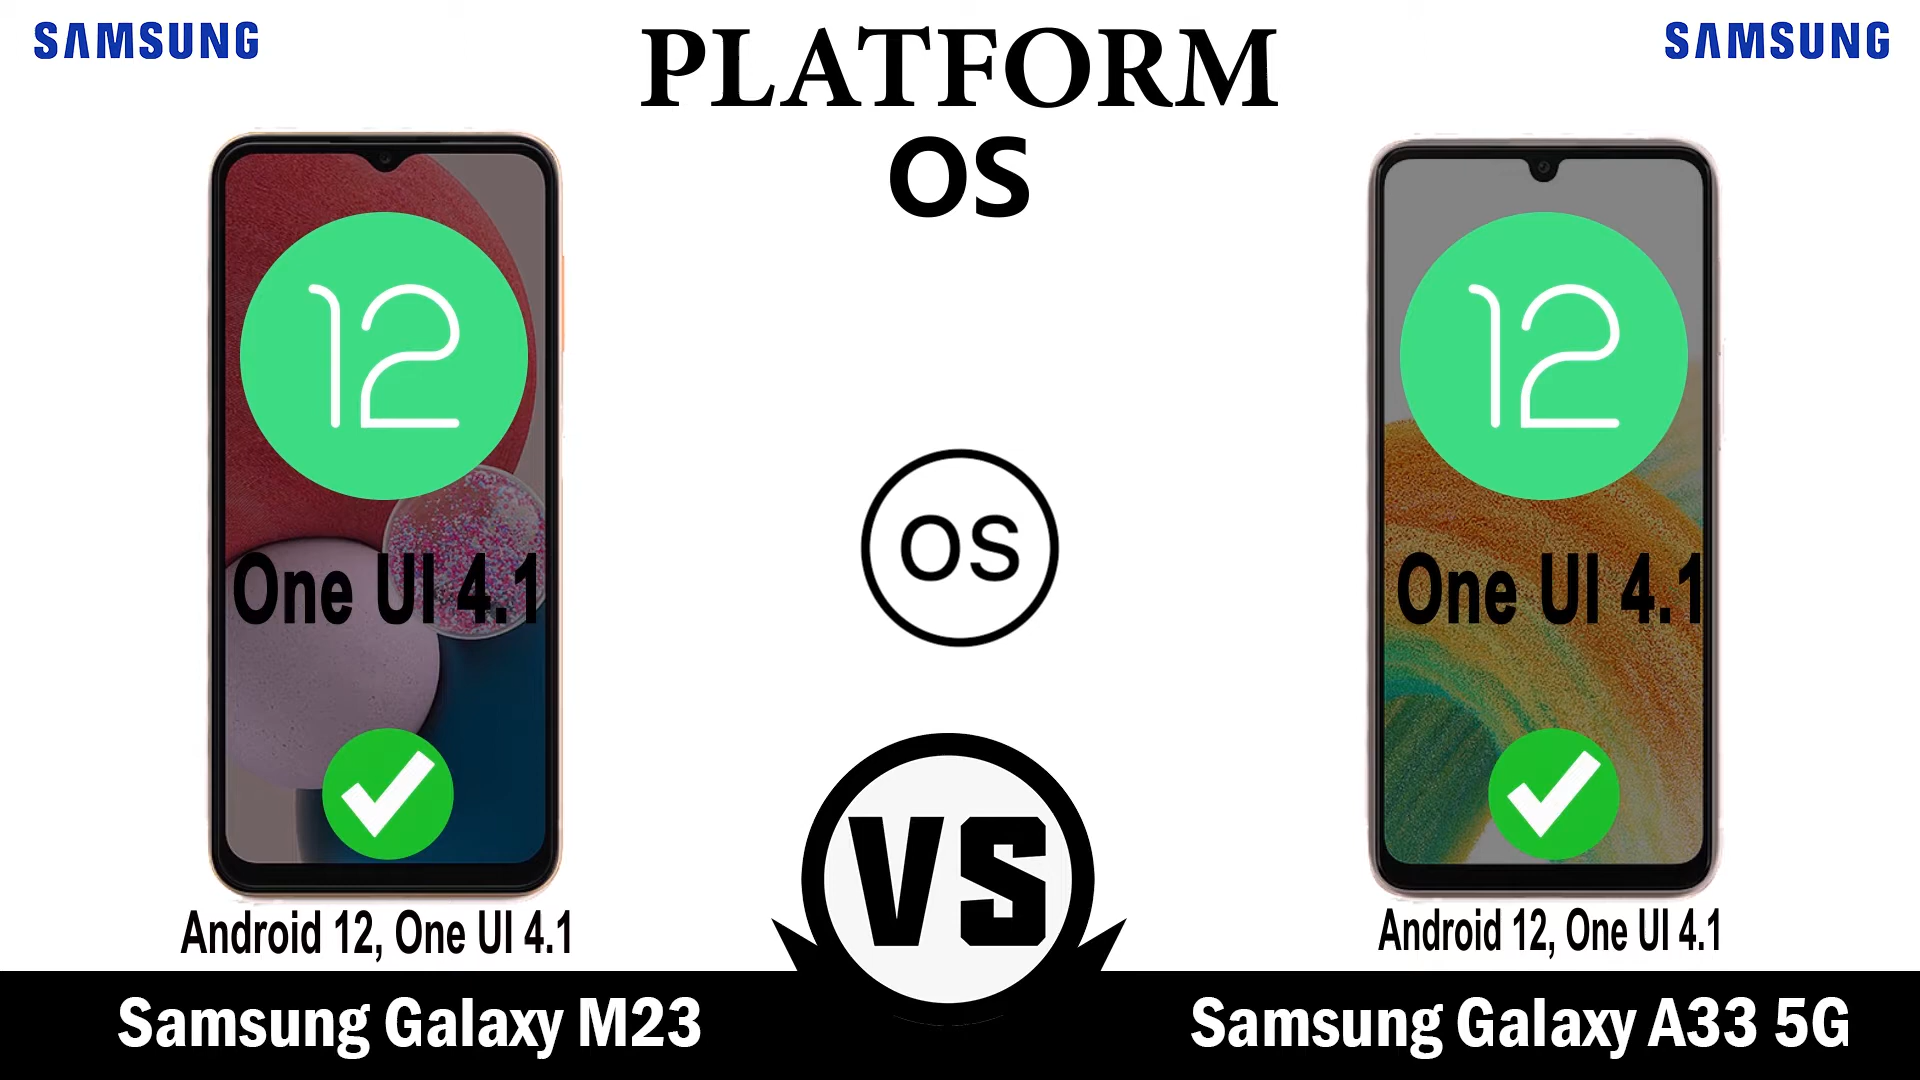 SAMSUNG
PLATFORM
SAMSUNG
OS
12
12
One UI 4.1
OS
One UI 4.1
VS
Android 12, One UI 4.1
Android 12, One UI 4.1
Samsung Galaxy M23
Samsung Galaxy A33 5G